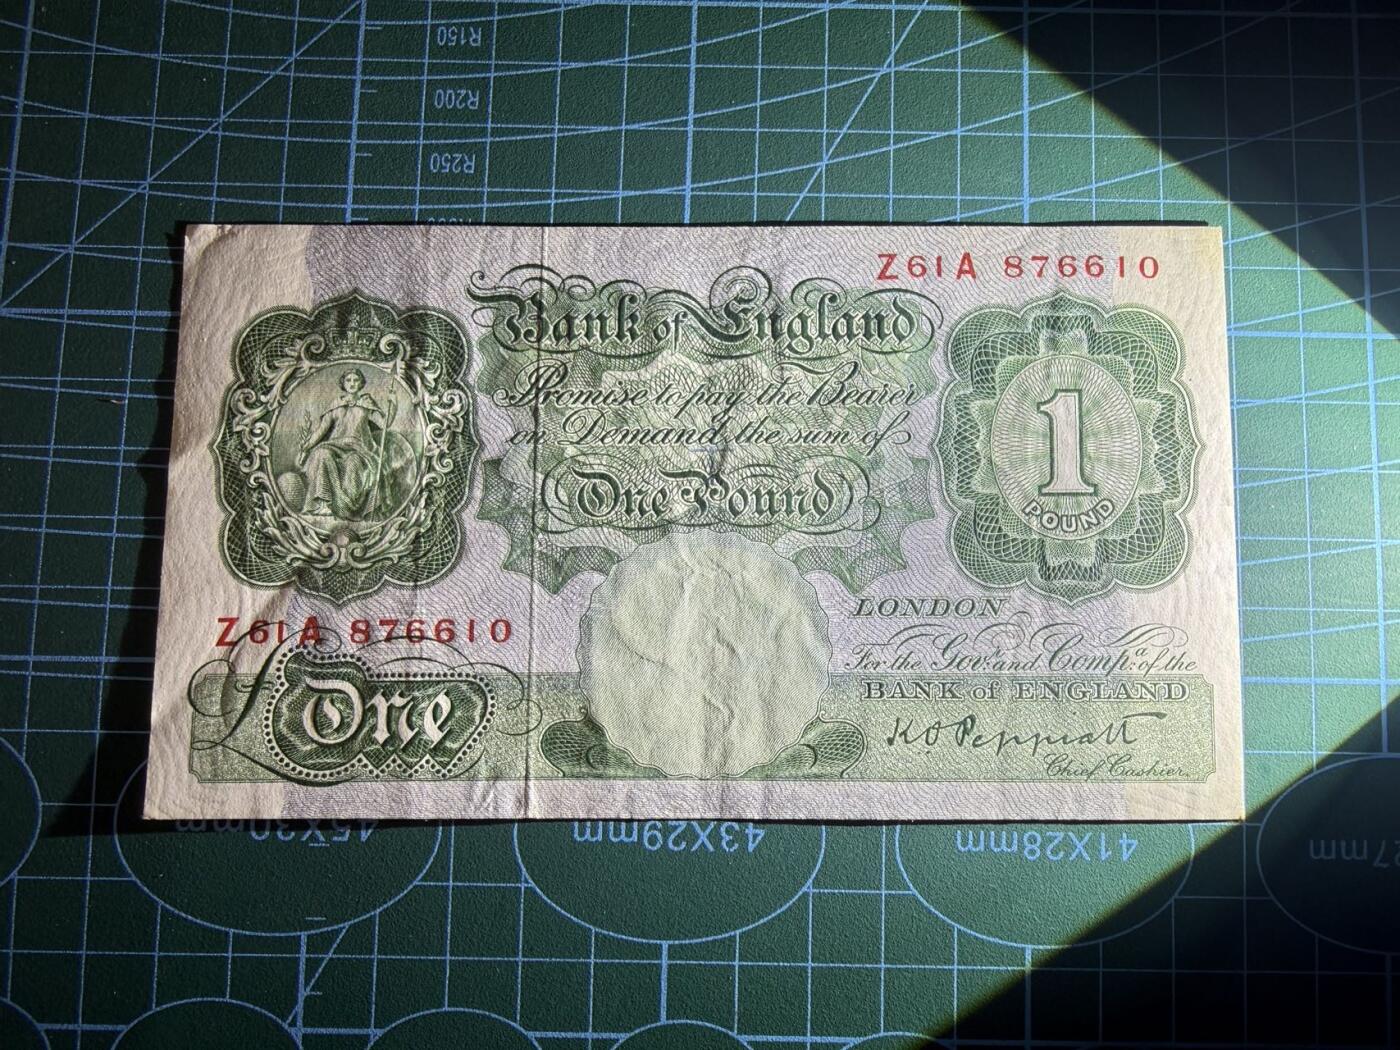 R150
R200
R250
Z61A 876610
Bank of England
Promise to pay the Bearer
on Demand the sum of
One Pound
1
POUND
Z61A 876610
£ One
LONDON
For the Gov.r and Comp.a of the
BANK of ENGLAND
K O Peppiatt
Chief Cashier.
45X30mm
43X29mm
41X28mm
27mm